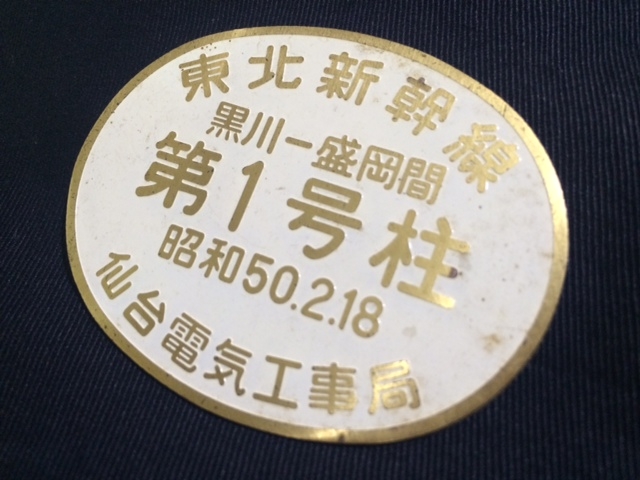 東北新幹線
黒川ー盛岡間
第1号柱
昭和50.2.18
仙台電気工事局